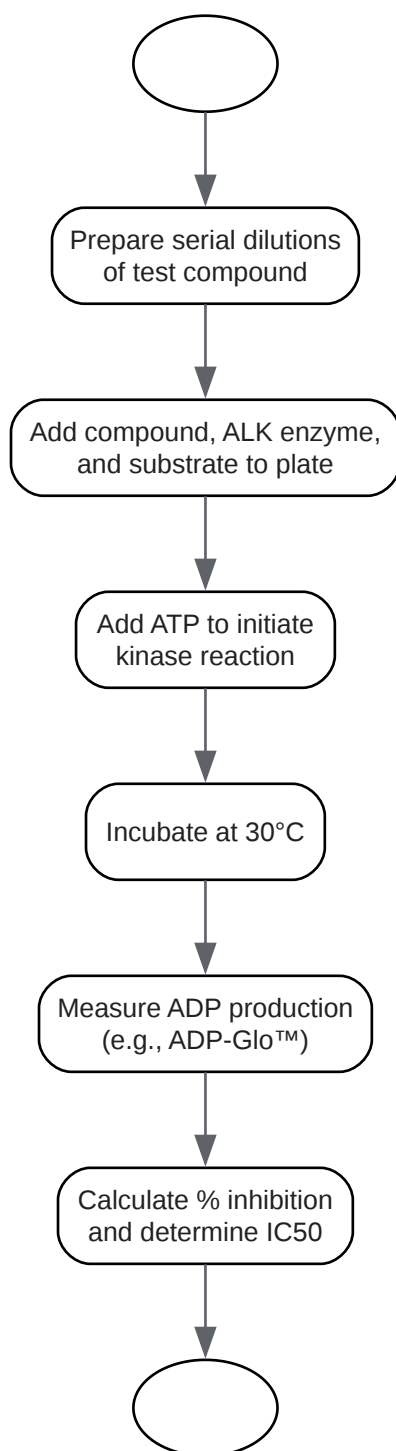 Prepare serial dilutions
of test compound
Add compound, ALK enzyme,
and substrate to plate
Add ATP to initiate
kinase reaction
Incubate at 30°C
Measure ADP production
(e.g., ADP-Glo™)
Calculate % inhibition
and determine IC50